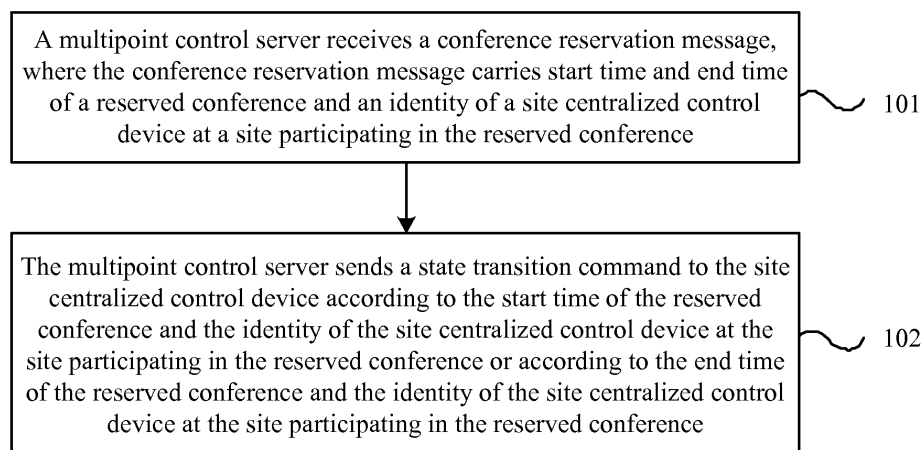 A multipoint control server receives a conference reservation message,
where the conference reservation message carries start time and end time
of a reserved conference and an identity of a site centralized control
device at a site participating in the reserved conference
101
The multipoint control server sends a state transition command to the site
centralized control device according to the start time of the reserved
conference and the identity of the site centralized control device at the
site participating in the reserved conference or according to the end time
of the reserved conference and the identity of the site centralized control
device at the site participating in the reserved conference
102